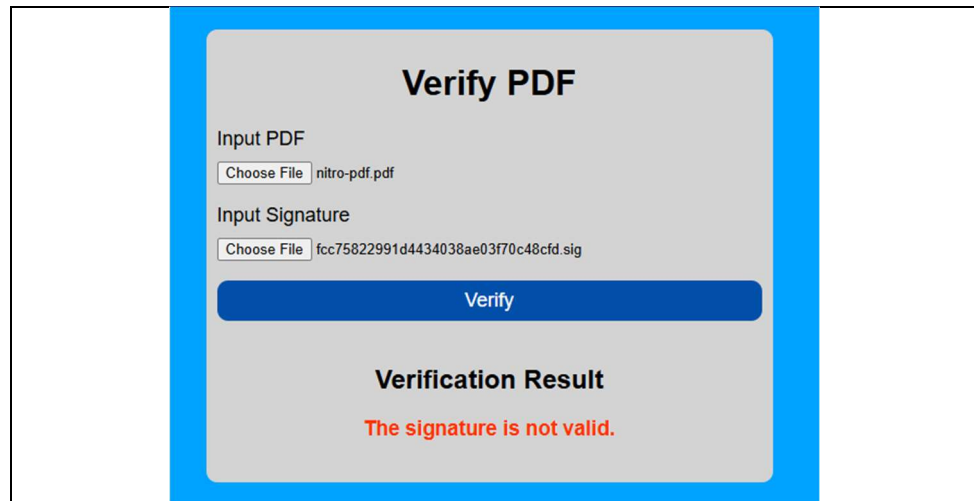 Verify PDF
Input PDF
Choose File nitro-pdf.pdf
Input Signature
Choose File fcc75822991d4434038ae03f70c48cfd.sig
Verify
Verification Result
The signature is not valid.